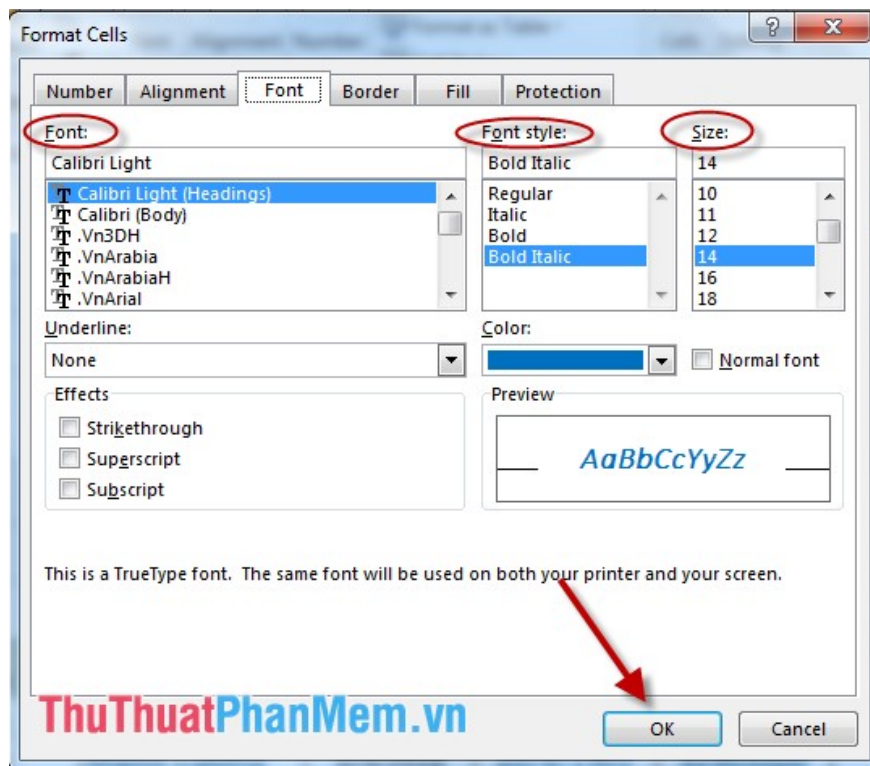 Format Cells
Number Alignment Font Border Fill Protection
Font: Font style: Size:
Calibri Light Bold Italic 14
Calibri Light (Headings) Regular 10
Calibri (Body) Italic 11
.Vn3DH Bold 12
.VnArabia Bold Italic 14
.VnArabiaH 16
.VnArial 18
Underline: Color:
None Normal font
Effects Preview
Strikethrough
Superscript AaBbCcYyZz
Subscript
This is a TrueType font. The same font will be used on both your printer and your screen.
ThuThuatPhanMem.vn
OK Cancel